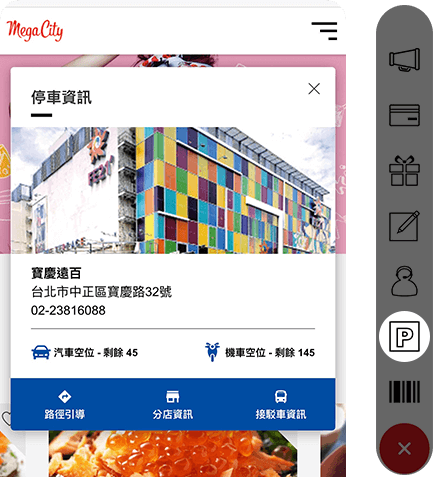 Mega City
停車資訊
寶慶遠百
台北市中正區寶慶路32號
02-23816088
汽車空位 - 剩餘 45
機車空位 - 剩餘 145
路徑引導
分店資訊
接駁車資訊
P